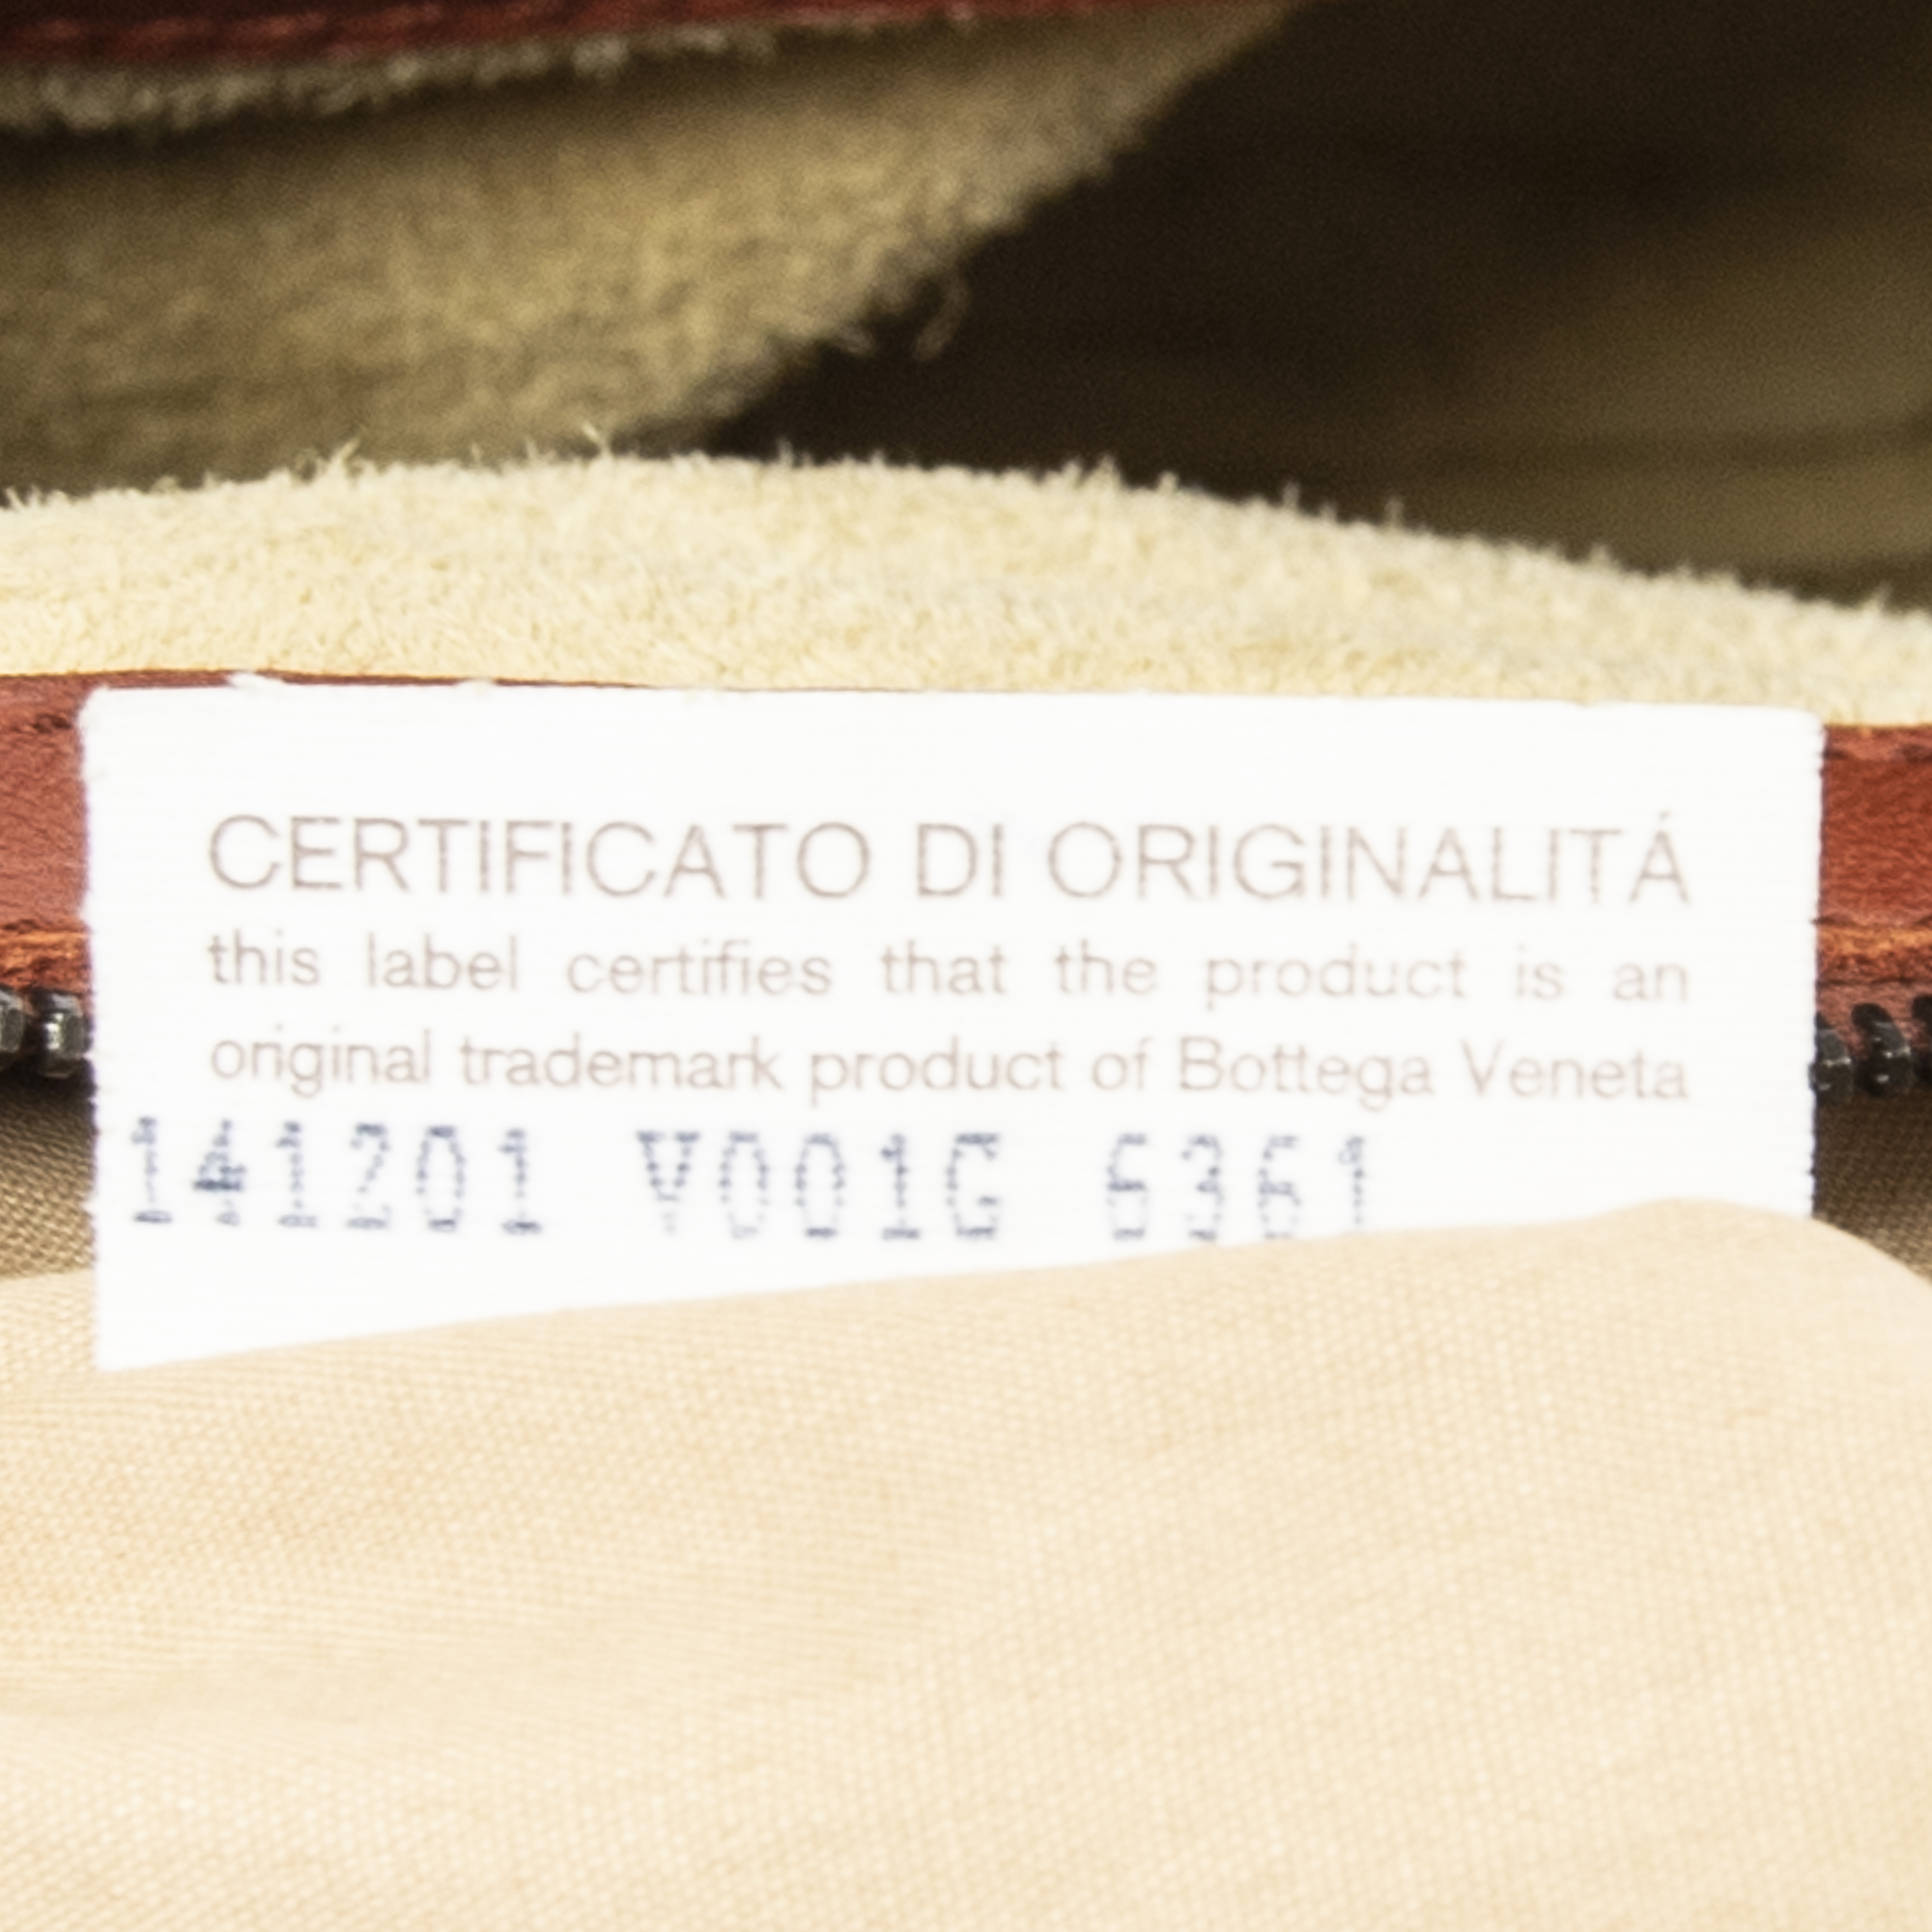 CERTIFICATO DI ORIGINALITÁ
this label certifies that the product is an
original trademark product of Bottega Veneta
141201 V001G 6361